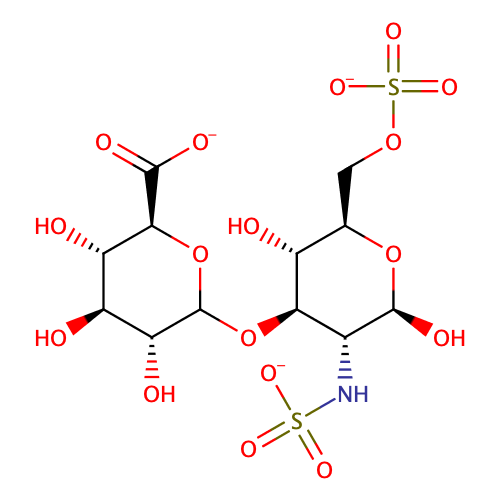 O
O⁻ S O
O O⁻ O
HO HO
O O
HO O OH
OH O⁻ NH
S
O O